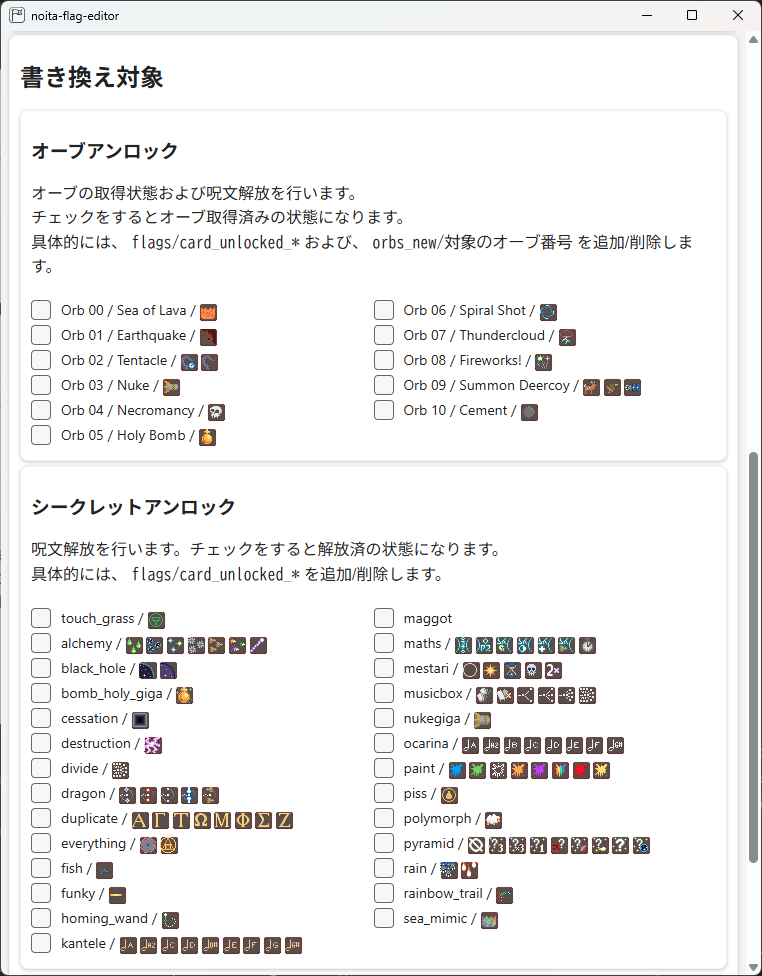 noita-flag-editor
書き換え対象
オーブアンロック
オーブの取得状態および呪文解放を行います。
チェックをするとオーブ取得済みの状態になります。
具体的には、 flags/card_unlocked_* および、 orbs_new/対象のオーブ番号 を追加/削除しま
す。
Orb 00 / Sea of Lava /
Orb 01 / Earthquake /
Orb 02 / Tentacle /
Orb 03 / Nuke /
Orb 04 / Necromancy /
Orb 05 / Holy Bomb /
Orb 06 / Spiral Shot /
Orb 07 / Thundercloud /
Orb 08 / Fireworks! /
Orb 09 / Summon Deercoy /
Orb 10 / Cement /
シークレットアンロック
呪文解放を行います。チェックをすると解放済の状態になります。
具体的には、 flags/card_unlocked_* を追加/削除します。
touch_grass /
alchemy /
black_hole /
bomb_holy_giga /
cessation /
destruction /
divide /
dragon /
duplicate /
everything /
fish /
funky /
homing_wand /
kantele /
maggot
maths /
mestari /
musicbox /
nukegiga /
ocarina /
paint /
piss /
polymorph /
pyramid /
rain /
rainbow_trail /
sea_mimic /